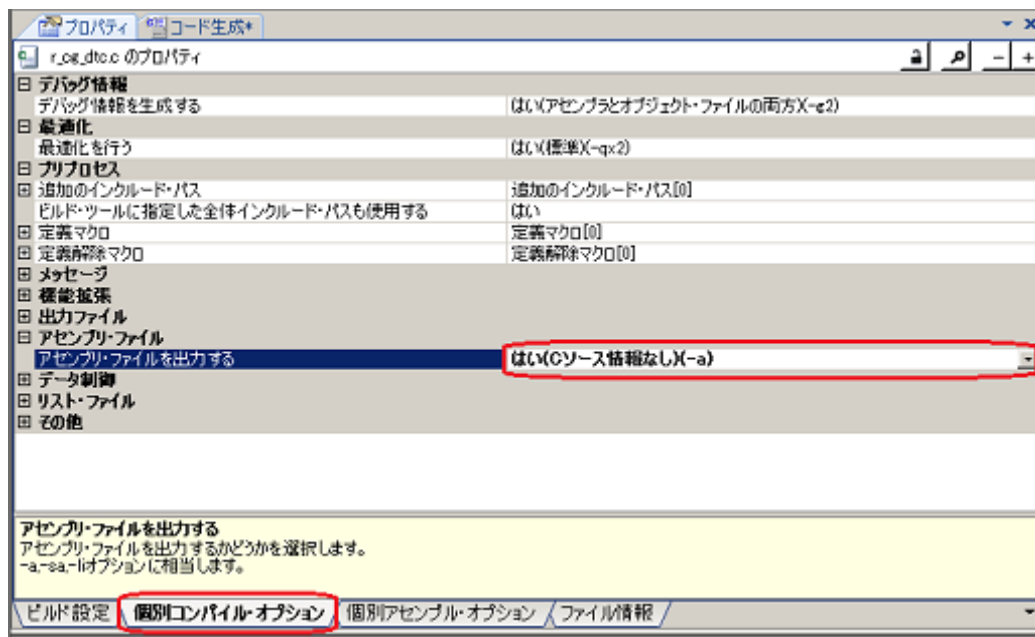 プロパティ コード生成*
r_cg_dtc.c のプロパティ
デバッグ情報
デバッグ情報を生成する はい(アセンブラとオブジェクト・ファイルの両方)(-g2)
最適化
最適化を行う はい(標準)(-qx2)
プリプロセス
追加のインクルード・パス 追加のインクルード・パス[0]
ビルド・ツールに指定した全体インクルード・パスも使用する はい
定義マクロ 定義マクロ[0]
定義解除マクロ 定義解除マクロ[0]
メッセージ
機能拡張
出力ファイル
アセンブリ・ファイル
アセンブリ・ファイルを出力する はい(Cソース情報なし)(-a)
データ制御
リスト・ファイル
その他
アセンブリ・ファイルを出力する
アセンブリ・ファイルを出力するかどうかを選択します。
-a,-sa,-liオプションに相当します。
ビルド設定 個別コンパイル・オプション 個別アセンブル・オプション ファイル情報